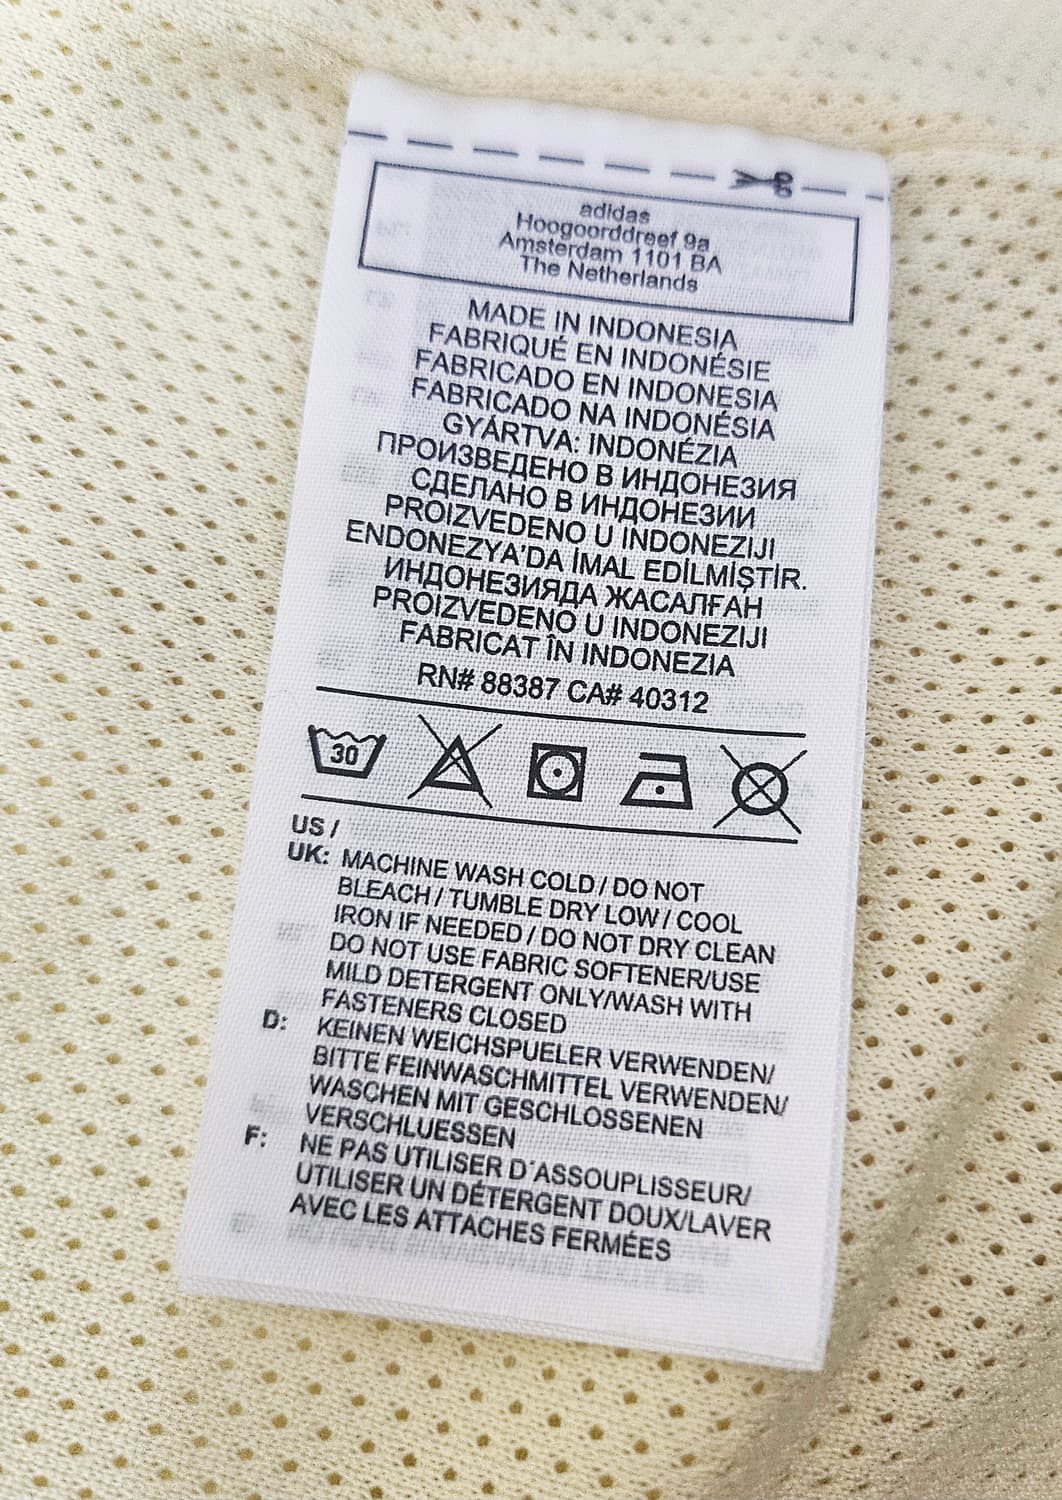 adidas
Hoogoorddreef 9a
Amsterdam 1101 BA
The Netherlands
MADE IN INDONESIA
FABRIQUÉ EN INDONÉSIE
FABRICADO EN INDONESIA
FABRICADO NA INDONÉSIA
GYÁRTVA: INDONÉZIA
ПРОИЗВЕДЕНО В ИНДОНЕЗИЯ
СДЕЛАНО В ИНДОНЕЗИИ
PROIZVEDENO U INDONEZIJI
ENDONEZYA'DA İMAL EDİLMİŞTİR.
ИНДОНЕЗИЯДА ЖАСАЛҒАН
PROIZVEDENO U INDONEZIJI
FABRICAT ÎN INDONEZIA
RN# 88387 CA# 40312
30
US /
UK: MACHINE WASH COLD / DO NOT
BLEACH / TUMBLE DRY LOW / COOL
IRON IF NEEDED / DO NOT DRY CLEAN
DO NOT USE FABRIC SOFTENER/USE
MILD DETERGENT ONLY/WASH WITH
FASTENERS CLOSED
D: KEINEN WEICHSPUELER VERWENDEN/
BITTE FEINWASCHMITTEL VERWENDEN/
WASCHEN MIT GESCHLOSSENEN
VERSCHLUESSEN
F: NE PAS UTILISER D'ASSOUPLISSEUR/
UTILISER UN DÉTERGENT DOUX/LAVER
AVEC LES ATTACHES FERMÉES